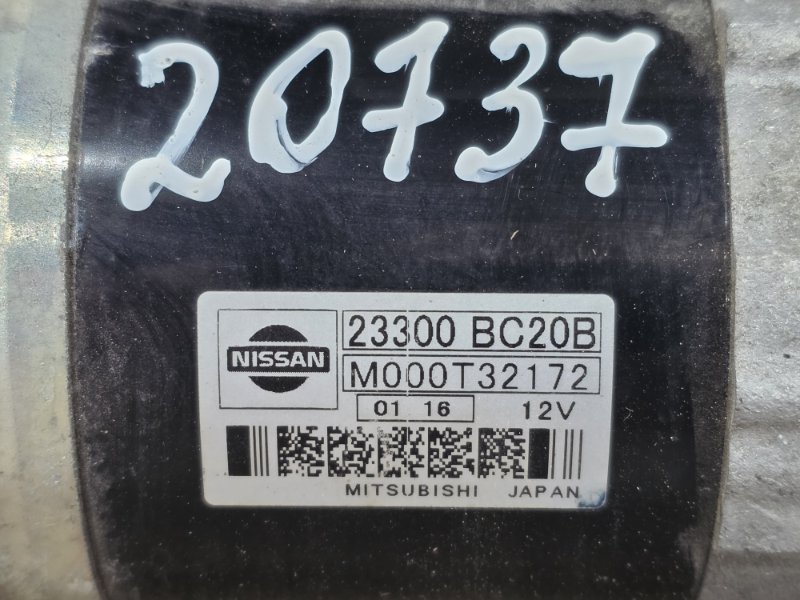 20737
NISSAN
23300 BC20B
M000T32172
01 16 12V
MITSUBISHI JAPAN